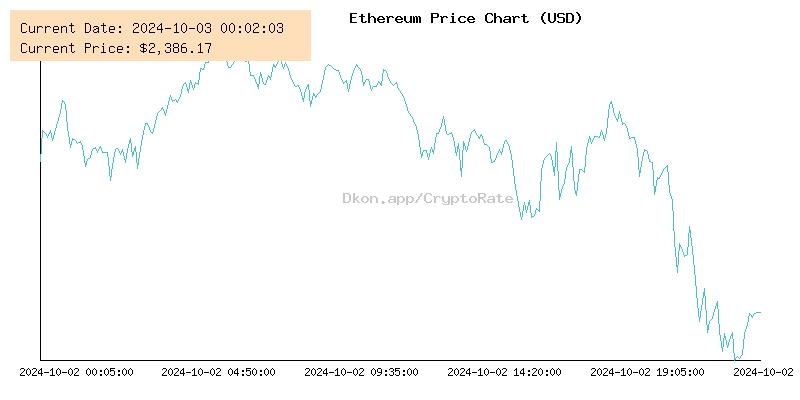 Ethereum Price Chart (USD)
Current Date: 2024-10-03 00:02:03
Current Price: $2,386.17
Dkon.app/CryptoRate
2024-10-02 00:05:00 2024-10-02 04:50:00 2024-10-02 09:35:00 2024-10-02 14:20:00 2024-10-02 19:05:00 2024-10-02